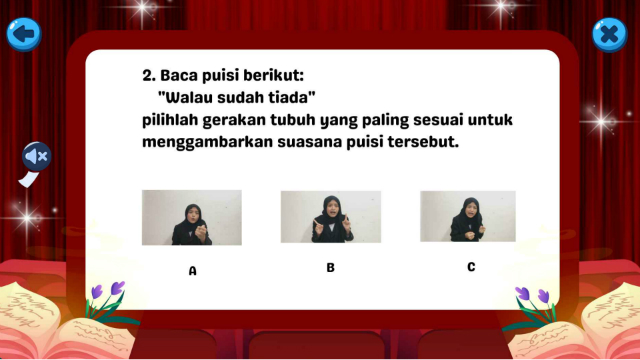 2. Baca puisi berikut:
"Walau sudah tiada"
pilihlah gerakan tubuh yang paling sesuai untuk
menggambarkan suasana puisi tersebut.
A
B
C